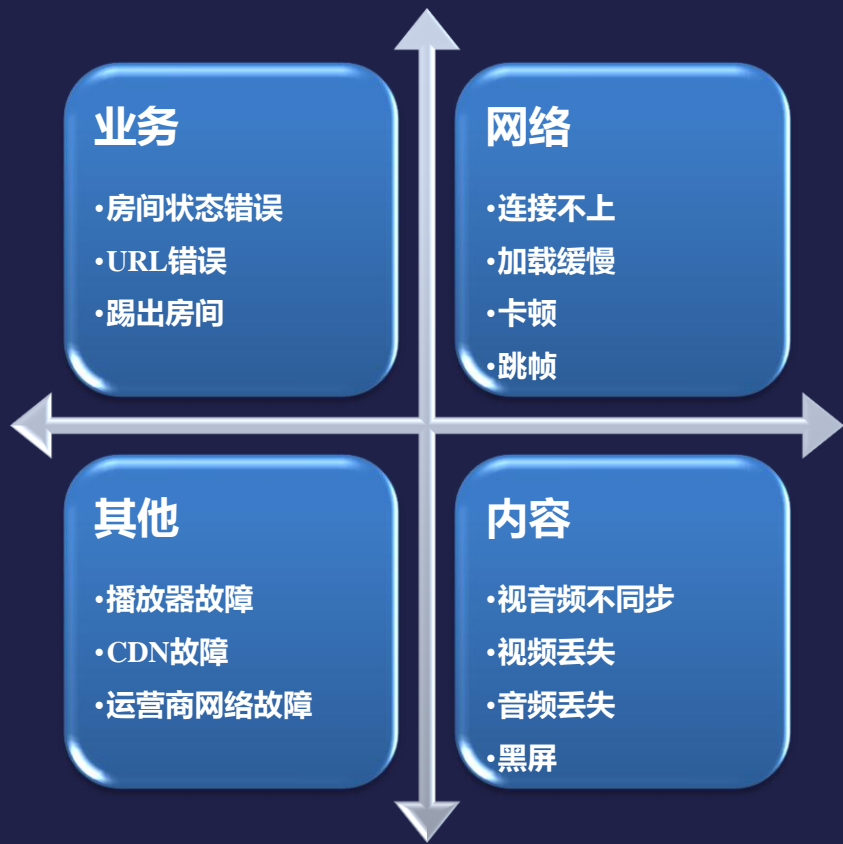 业务
•房间状态错误
•URL错误
•踢出房间
网络
•连接不上
•加载缓慢
•卡顿
•跳帧
其他
•播放器故障
•CDN故障
•运营商网络故障
内容
•视音频不同步
•视频丢失
•音频丢失
•黑屏